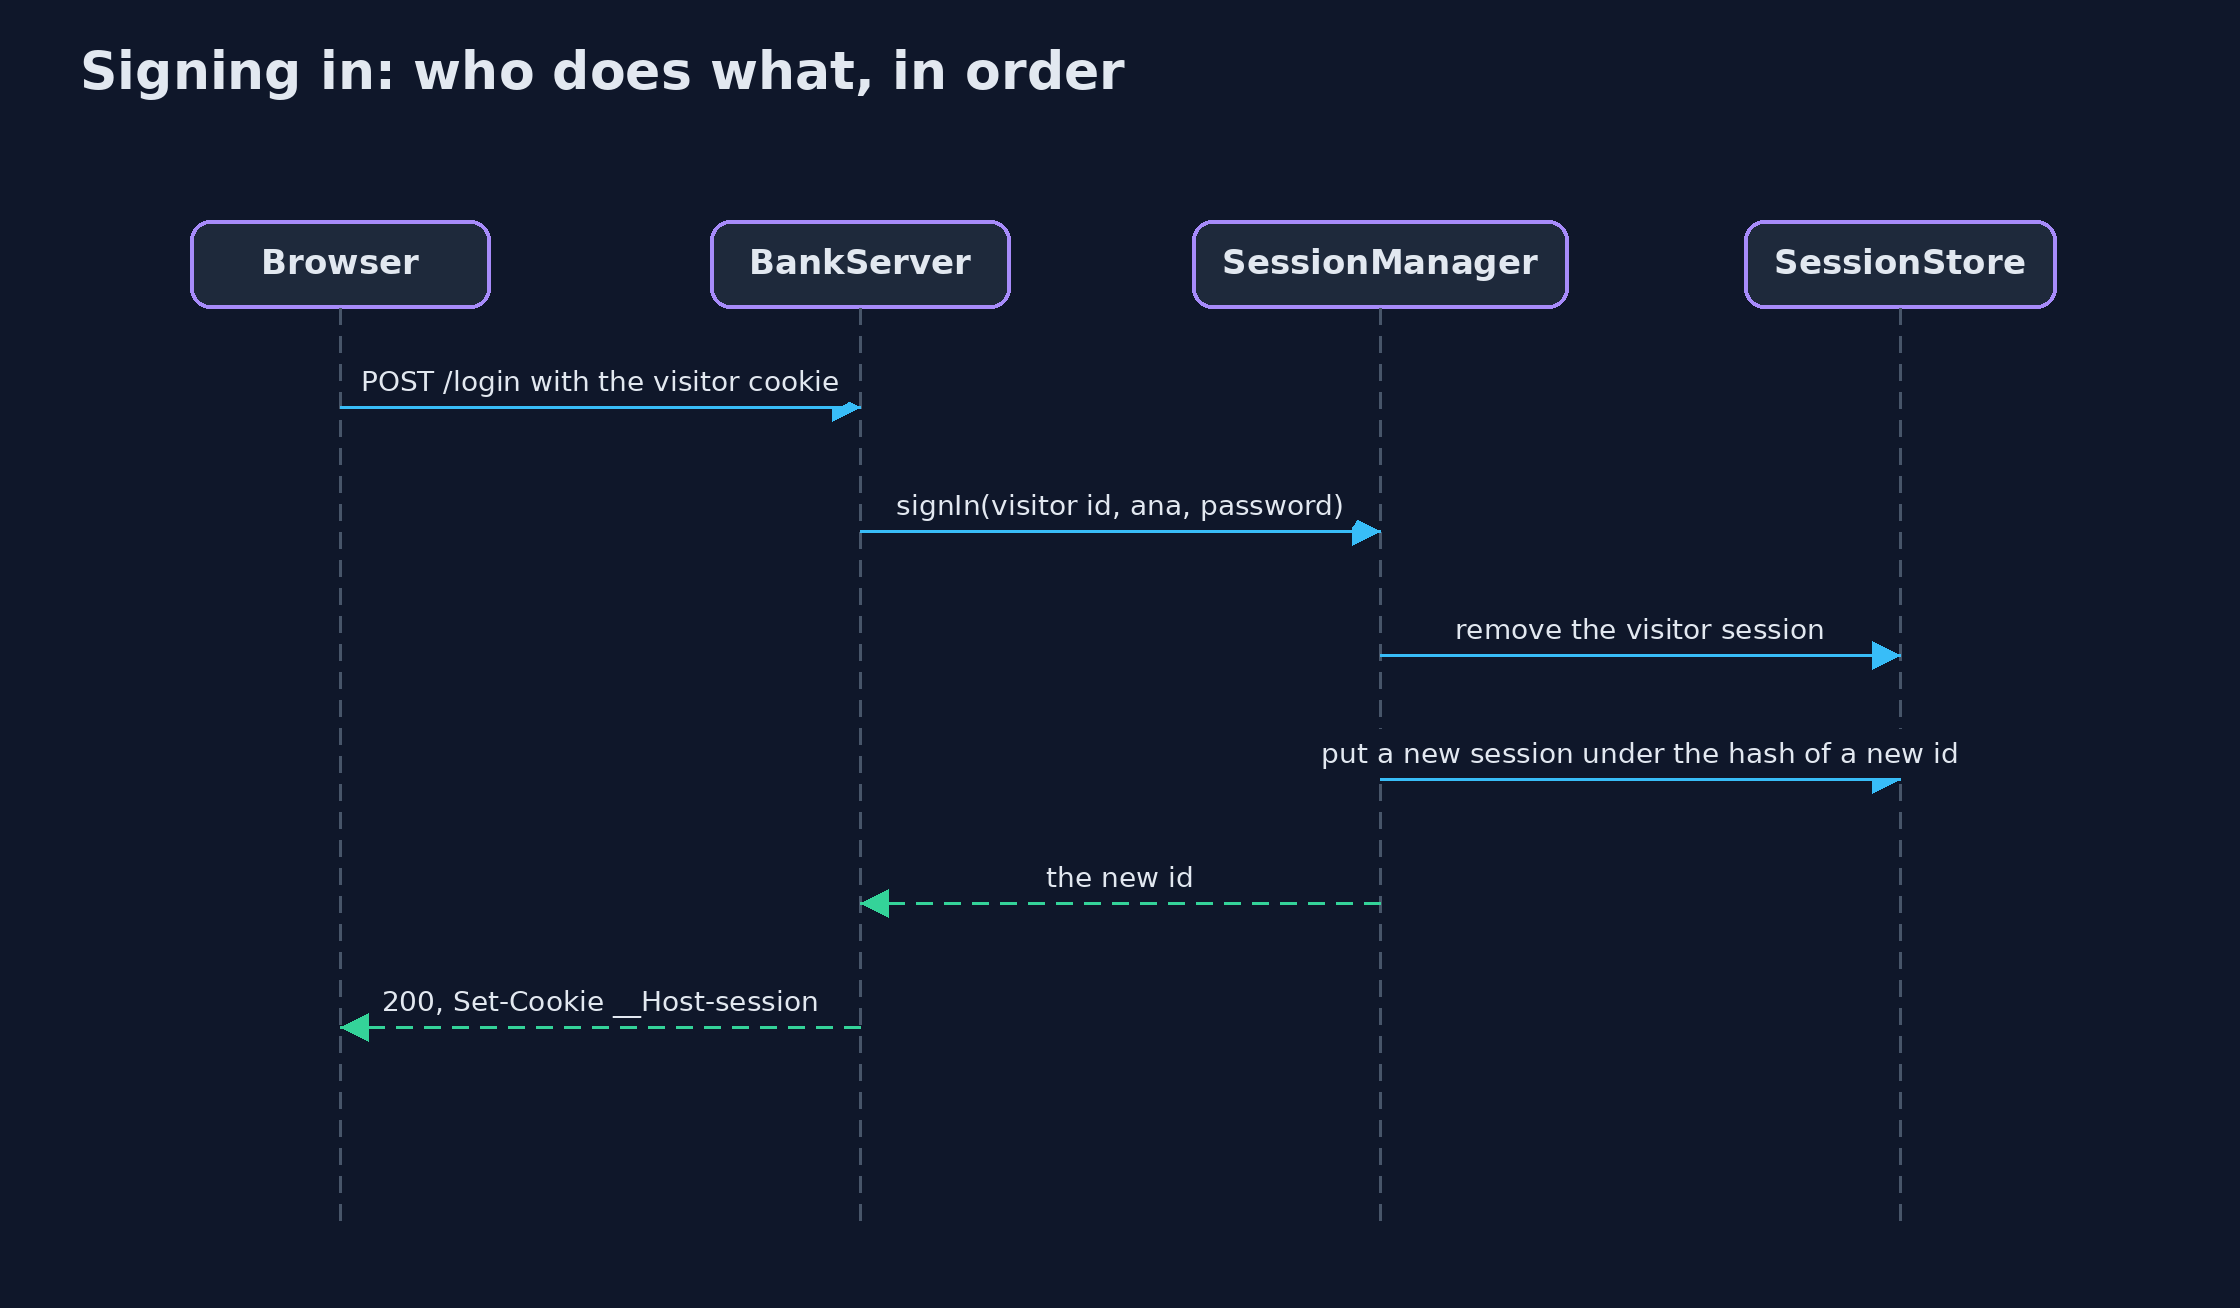 Signing in: who does what, in order
Browser
BankServer
SessionManager
SessionStore
POST /login with the visitor cookie
signIn(visitor id, ana, password)
remove the visitor session
put a new session under the hash of a new id
the new id
200, Set-Cookie __Host-session